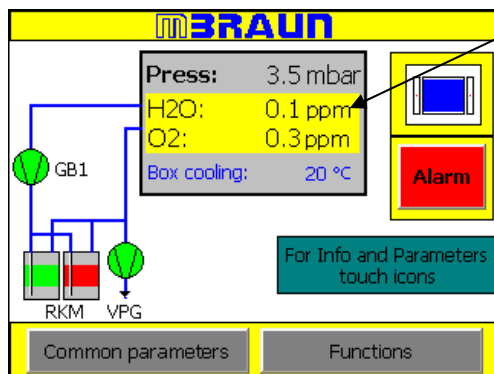 MBRAUN
Press: 3.5 mbar
H2O: 0.1 ppm
O2: 0.3 ppm
Box cooling: 20 °C
GB1
Alarm
For Info and Parameters
touch icons
RKM VPG
Common parameters Functions